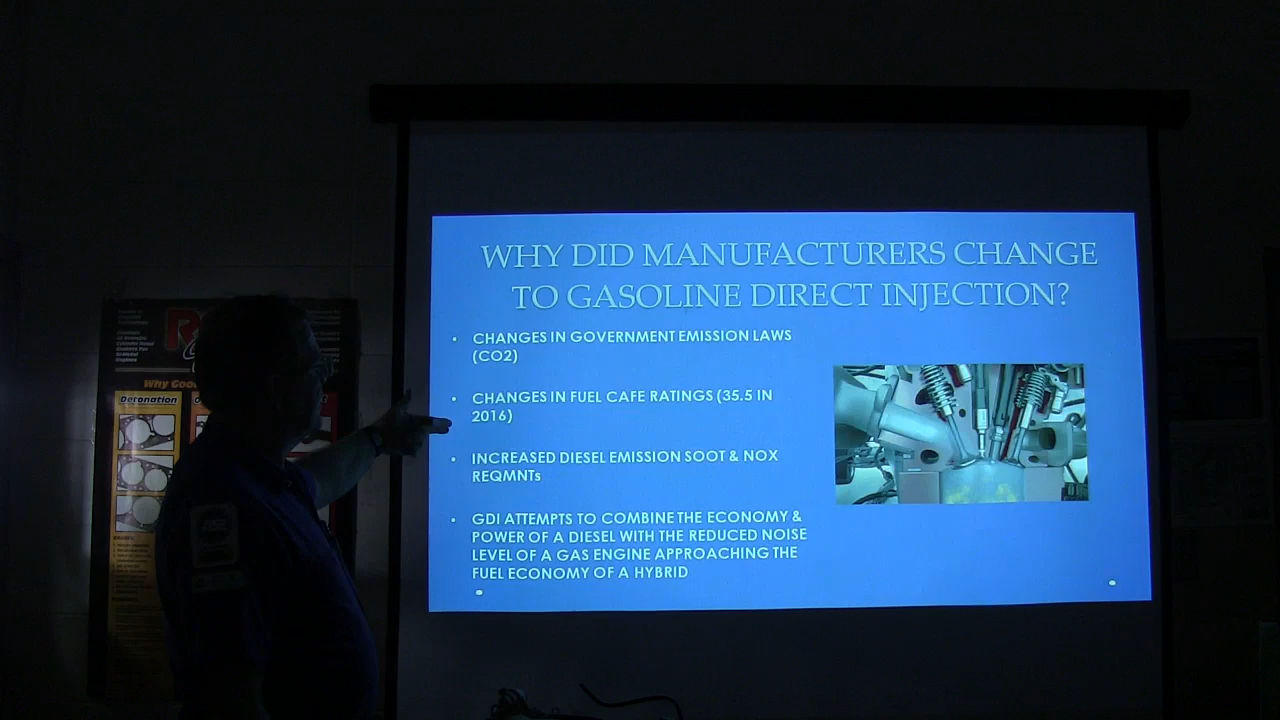 WHY DID MANUFACTURERS CHANGE
TO GASOLINE DIRECT INJECTION?
• CHANGES IN GOVERNMENT EMISSION LAWS
(CO2)
• CHANGES IN FUEL CAFE RATINGS (35.5 IN
2016)
• INCREASED DIESEL EMISSION SOOT & NOX
REQMNTs
• GDI ATTEMPTS TO COMBINE THE ECONOMY &
POWER OF A DIESEL WITH THE REDUCED NOISE
LEVEL OF A GAS ENGINE APPROACHING THE
FUEL ECONOMY OF A HYBRID
Why Good
Detonation